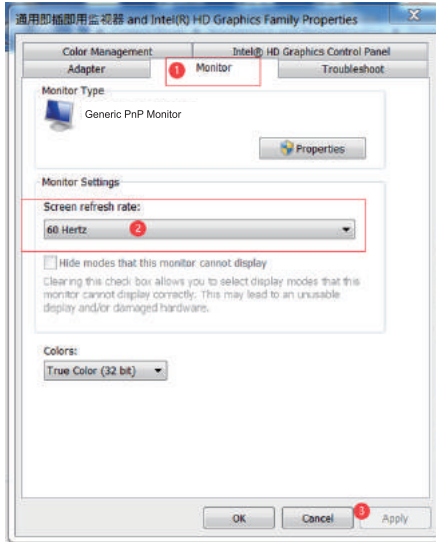 通用即插即用监视器 and Intel(R) HD Graphics Family Properties
Color Management
Intel® HD Graphics Control Panel
Adapter
1
Monitor
Troubleshoot
Monitor Type
Generic PnP Monitor
Properties
Monitor Settings
Screen refresh rate:
60 Hertz
2
Hide modes that this monitor cannot display
Clearing this check box allows you to select display modes that this
monitor cannot display correctly. This may lead to an unusable
display and/or damaged hardware.
Colors:
True Color (32 bit)
OK
Cancel
3
Apply